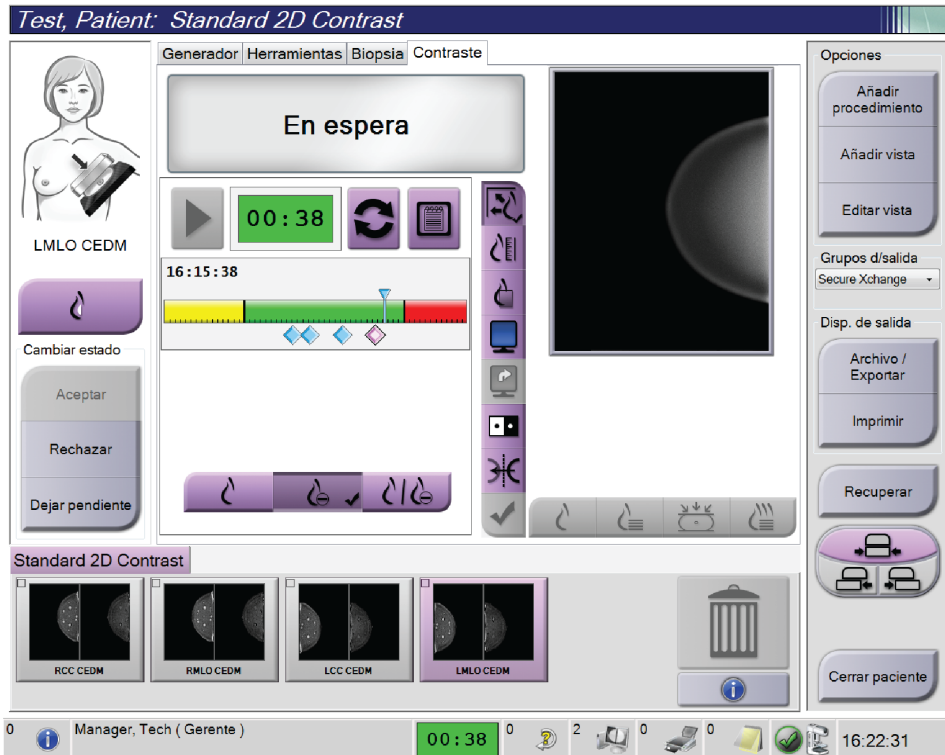 Test, Patient: Standard 2D Contrast
Generador Herramientas Biopsia Contraste
En espera
00:38
16:15:38
LMLO CEDM
Cambiar estado
Aceptar
Rechazar
Dejar pendiente
Opciones
Añadir
procedimiento
Añadir vista
Editar vista
Grupos d/salida
Secure Xchange
Disp. de salida
Archivo /
Exportar
Imprimir
Recuperar
Cerrar paciente
Standard 2D Contrast
RCC CEDM
RMLO CEDM
LCC CEDM
LMLO CEDM
0 Manager, Tech ( Gerente ) 00:38 0 2 0 0 16:22:31